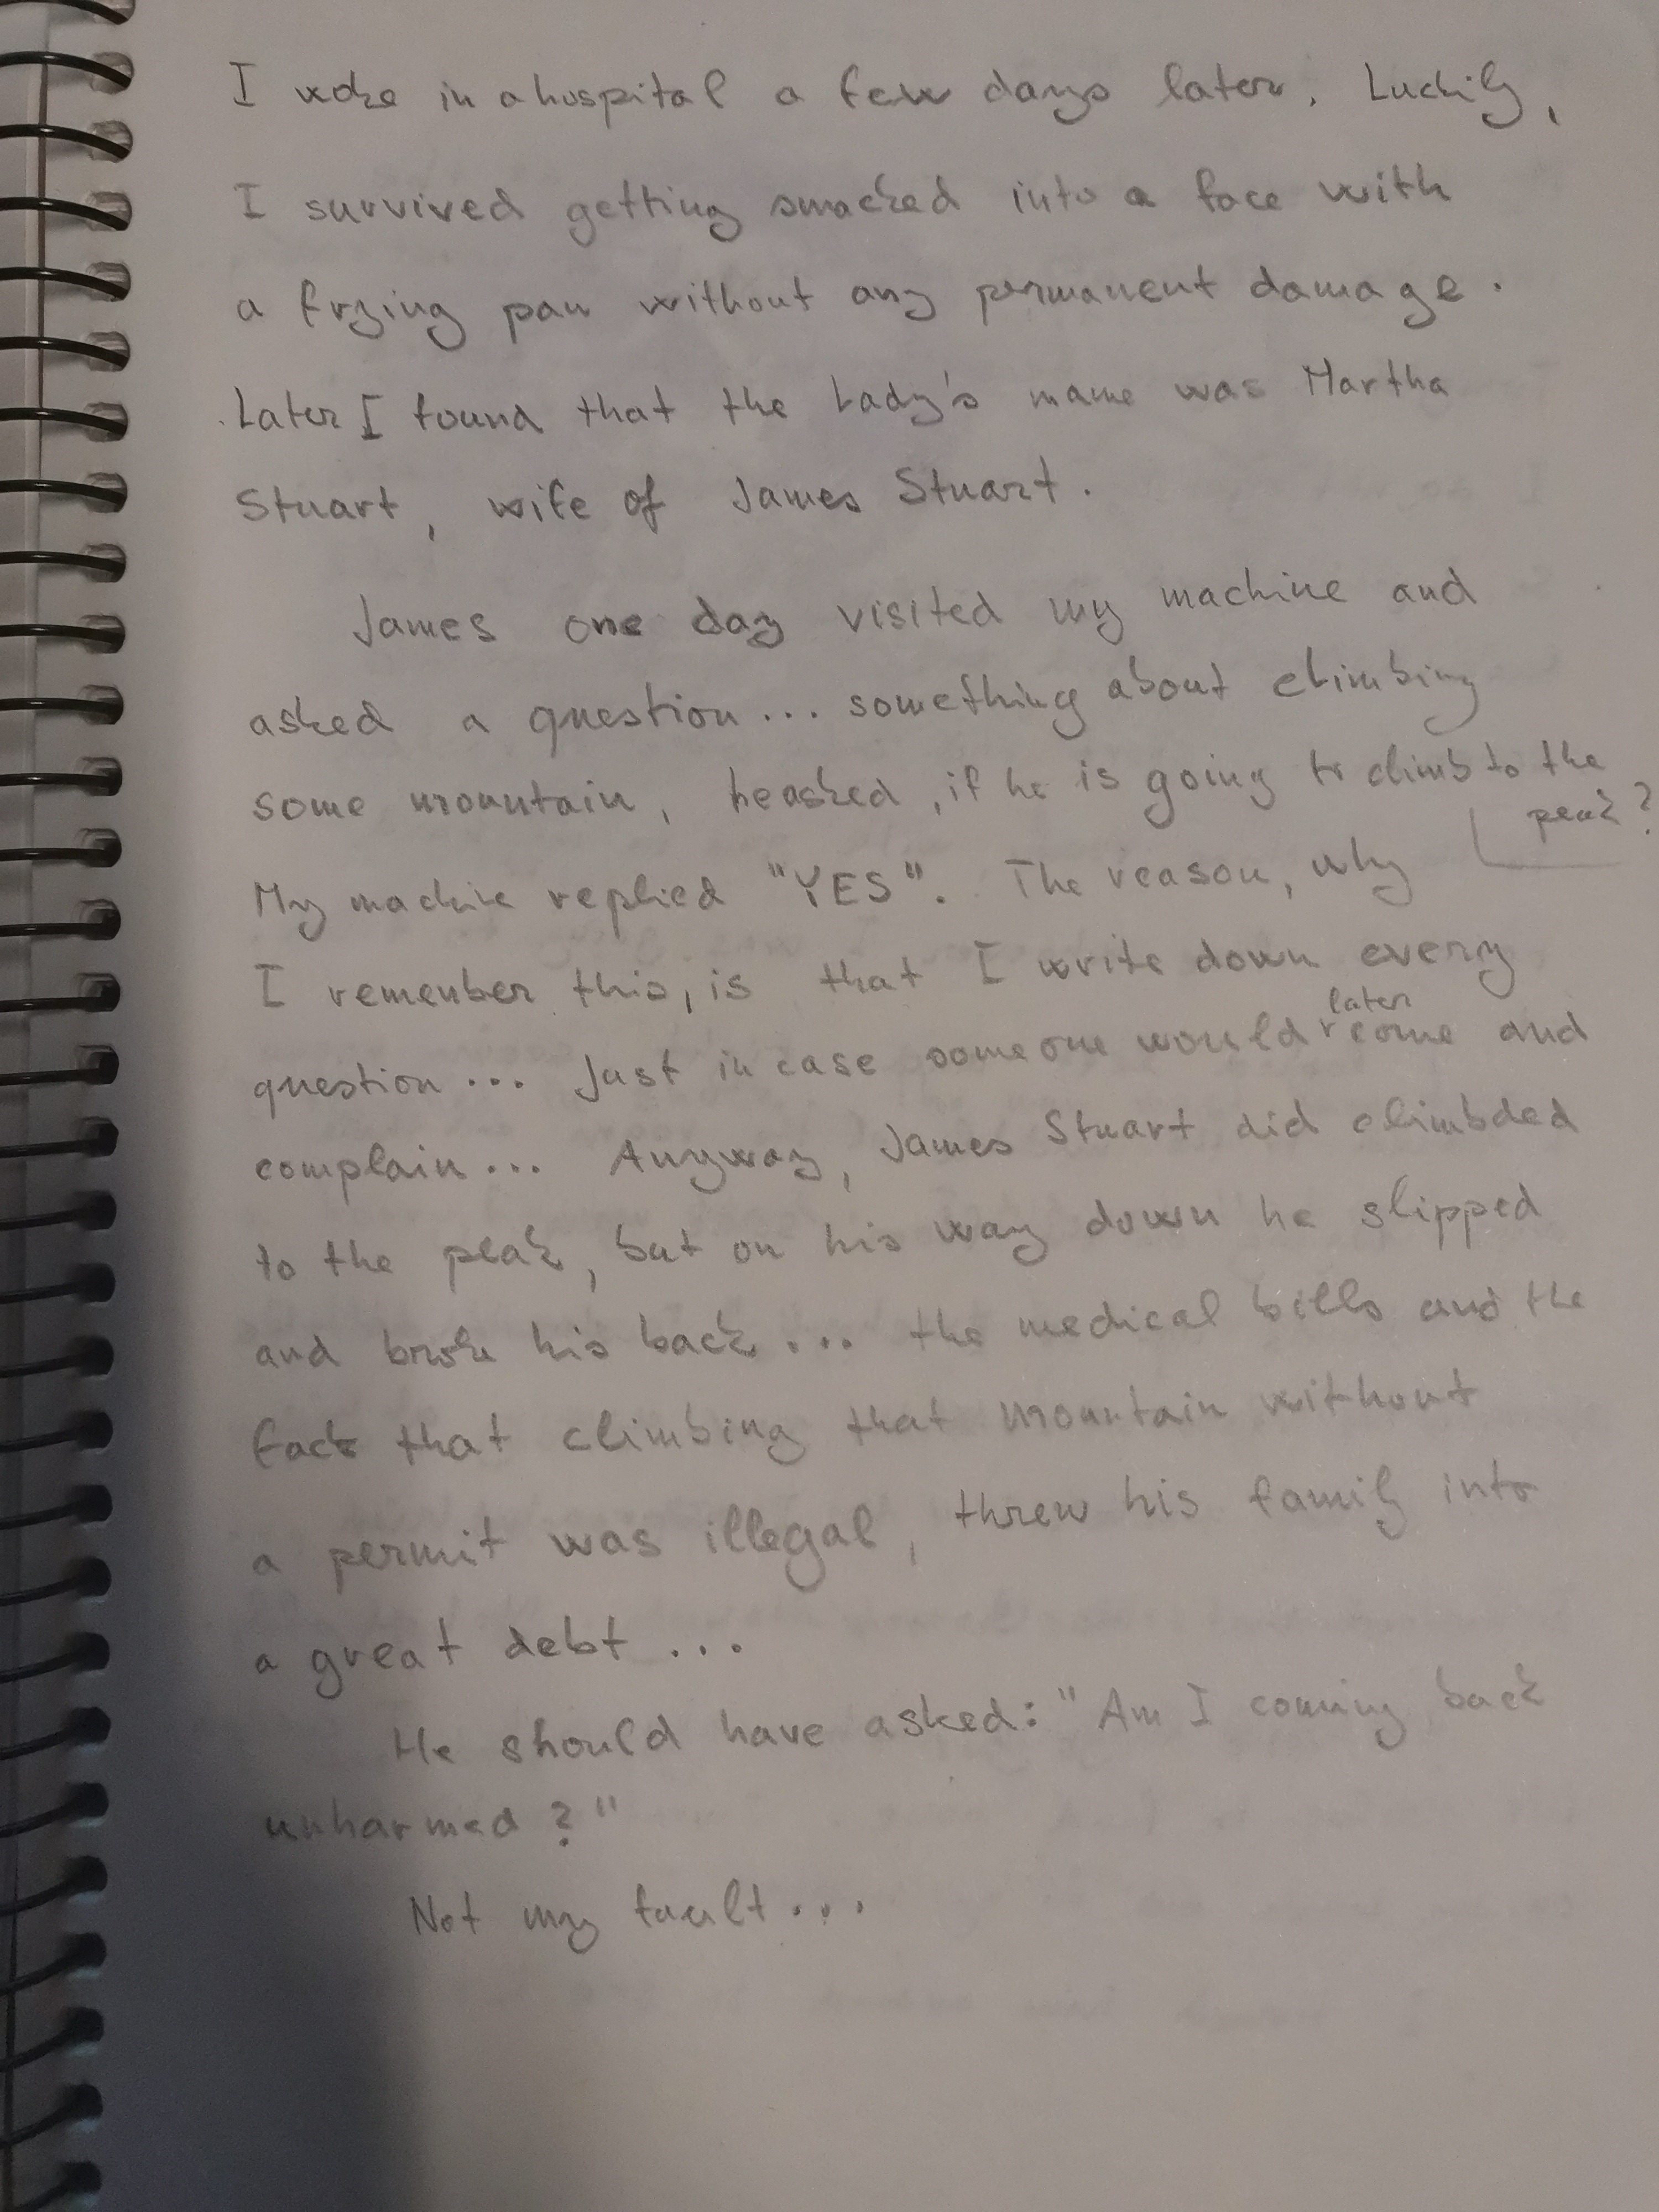 I woke in a hospital a few days later. Luckily,
I survived getting smacked into a face with
a frying pan without any permanent damage.
Later I found that the Lady's name was Martha
Stuart, wife of James Stuart.
James one day visited my machine and
asked a question... something about climbing
some mountain, he asked, if he is going to climb to the
peak?
My machine replied "YES". The reason, why
I remember this, is that I write down every
question... Just in case someone would later come and
complain... Anyway, James Stuart did climbded
to the peak, but on his way down he slipped
and broke his back... the medical bills and the
fact that climbing that mountain without
a permit was illegal, threw his family into
a great debt...
He should have asked: "Am I coming back
unharmed?"
Not my fault...